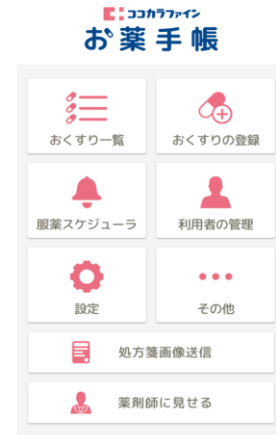 ココカラファイン
お薬手帳
おくすり一覧
おくすりの登録
服薬スケジューラ
利用者の管理
設定
その他
処方箋画像送信
薬剤師に見せる